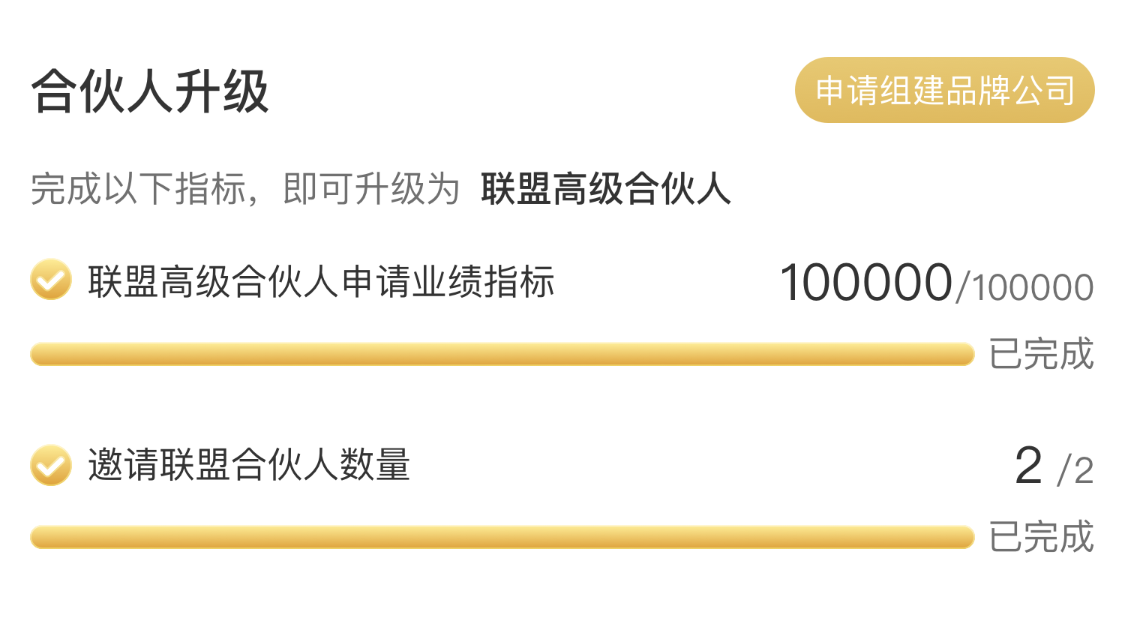 合伙人升级
申请组建品牌公司
完成以下指标，即可升级为 联盟高级合伙人
联盟高级合伙人申请业绩指标
100000/100000
已完成
邀请联盟合伙人数量
2 /2
已完成